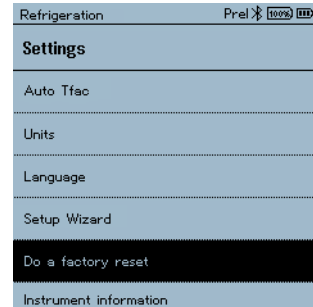 Refrigeration Prel 100%
Settings
Auto Tfac
Units
Language
Setup Wizard
Do a factory reset
Instrument information